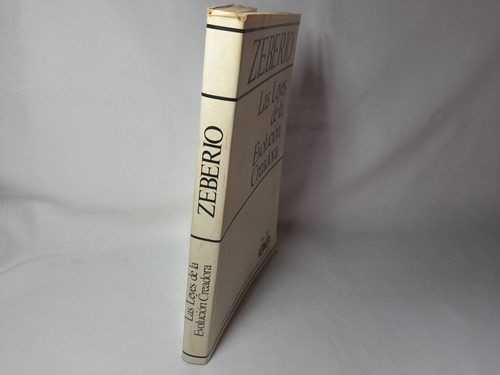 ZEBERIO
Las Leyes
de la
Evolución
Creadora
ZEBERIO
Las Leyes de la
Evolución Creadora